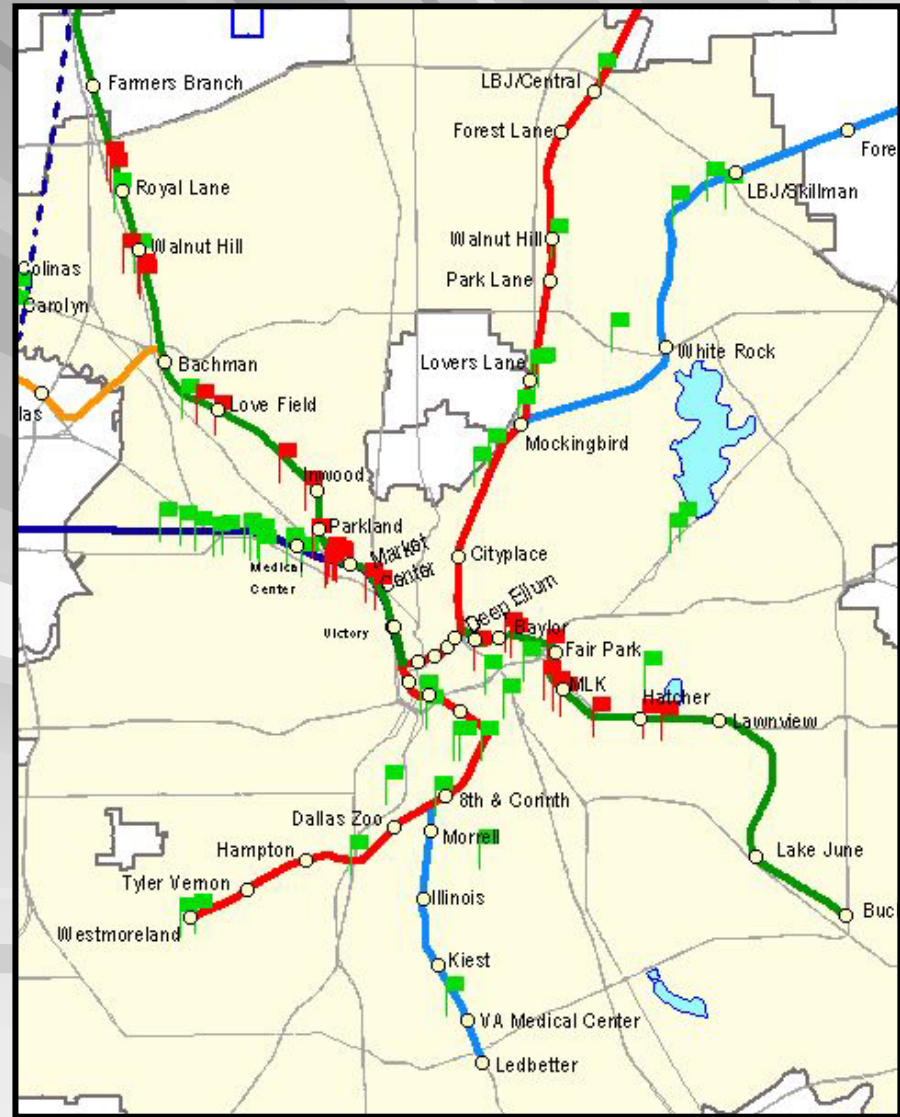 LBJ/Central
Farmers Branch
Forest Lane
Fore
Royal Lane
LBJ/Skillman
Walnut Hill
Walnut Hill
Colinas
Park Lane
Carolyn
White Rock
Bachman
Lovers Lane
las
Love Field
Mockingbird
Inwood
Parkland
Market
Center
Cityplace
Medical
Center
Deep Ellum
Victory
Baylor
Fair Park
MLK
Hatcher
Lawnview
8th & Corinth
Dallas Zoo
Morrell
Hampton
Lake June
Tyler Vernon
Illinois
Buc
Westmoreland
Kiest
VA Medical Center
Ledbetter